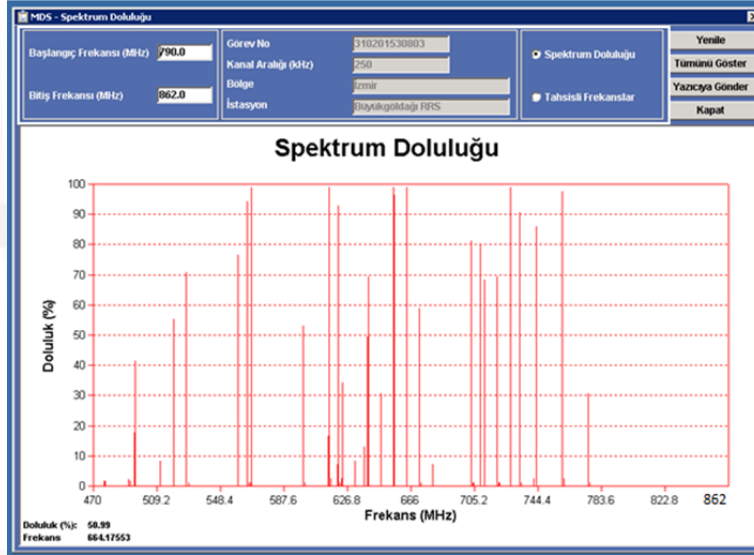 MDS - Spektrum Doluluğu
Başlangıç Frekansı (MHz) 790.0
Bitiş Frekansı (MHz) 862.0
Görev No 310201530803
Kanal Aralığı (kHz) 250
Bölge İzmir
İstasyon Büyükgöldağı RRS
Spektrum Doluluğu
Tahsisli Frekanslar
Yenile
Tümünü Göster
Yazıcıya Gönder
Kapat
Spektrum Doluluğu
Doluluk (%)
100
90
80
70
60
50
40
30
20
10
0
470 509.2 548.4 587.6 626.8 666 705.2 744.4 783.6 822.8 862
Frekans (MHz)
Doluluk (%): 50.99
Frekans 664.17553